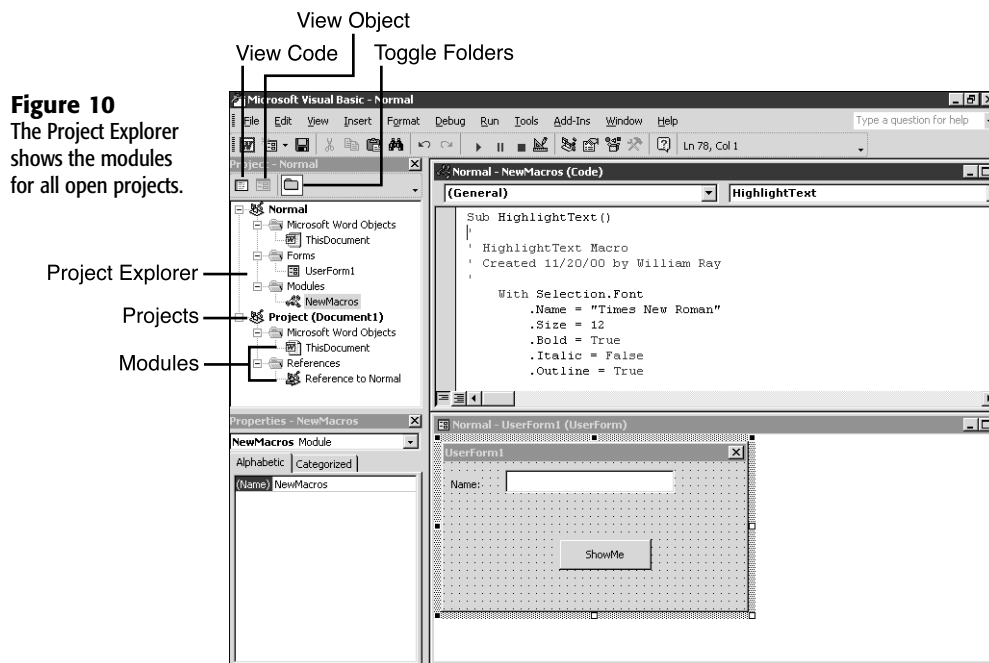 View Object
View Code
Toggle Folders
Figure 10
The Project Explorer
shows the modules
for all open projects.
Microsoft Visual Basic - Normal
File Edit View Insert Format Debug Run Tools Add-Ins Window Help
Type a question for help
Ln 78, Col 1
Project - Normal
Normal
Microsoft Word Objects
ThisDocument
Forms
UserForm1
Modules
NewMacros
Project (Document1)
Microsoft Word Objects
ThisDocument
References
Reference to Normal
Project Explorer
Projects
Modules
Normal - NewMacros (Code)
(General)
HighlightText
Sub HighlightText()
'
' HighlightText Macro
' Created 11/20/00 by William Ray
'
With Selection.Font
.Name = "Times New Roman"
.Size = 12
.Bold = True
.Italic = False
.Outline = True
Properties - NewMacros
NewMacros Module
Alphabetic Categorized
(Name) NewMacros
Normal - UserForm1 (UserForm)
UserForm1
Name:
ShowMe